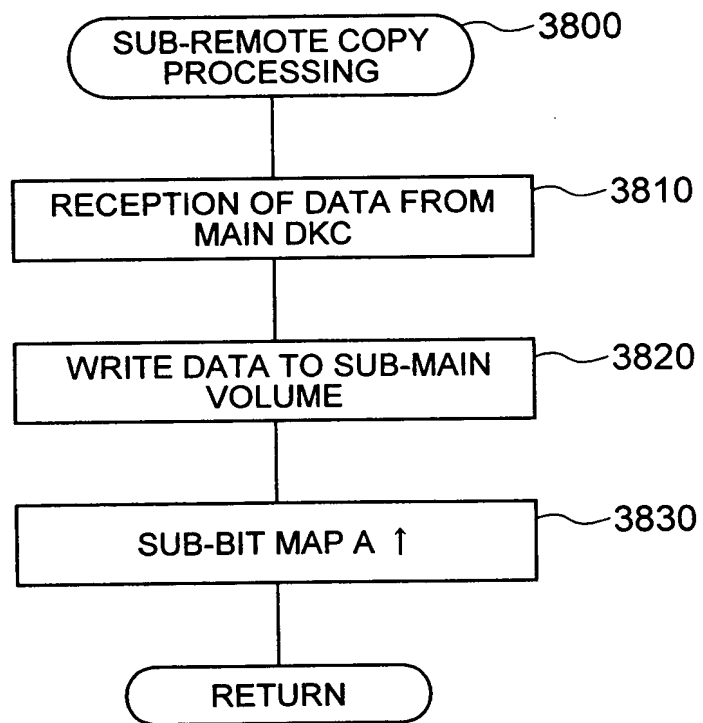 SUB-REMOTE COPY
PROCESSING
3800
RECEPTION OF DATA FROM
MAIN DKC
3810
WRITE DATA TO SUB-MAIN
VOLUME
3820
SUB-BIT MAP A ↑
3830
RETURN